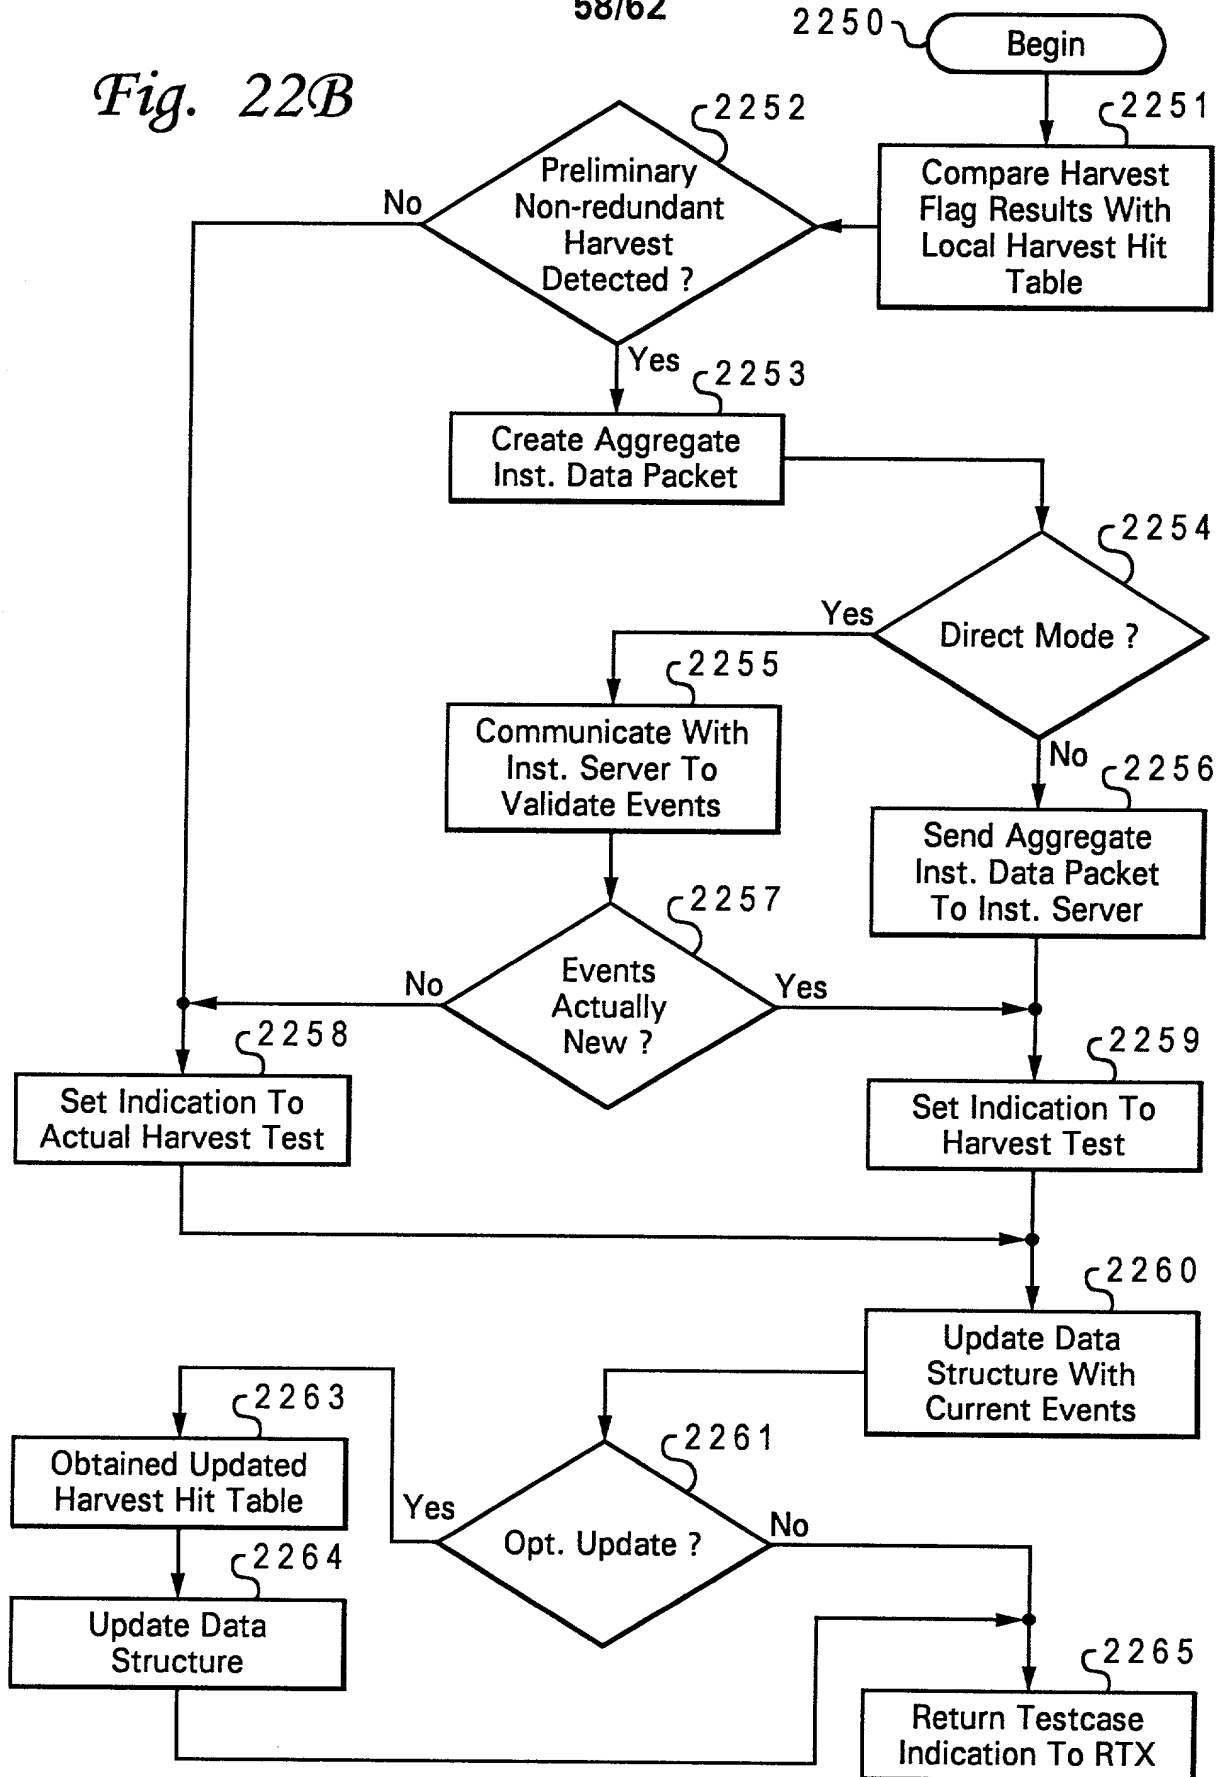 58/62
Fig. 22B
2250
Begin
2251
Compare Harvest
Flag Results With
Local Harvest Hit
Table
2252
Preliminary
Non-redundant
Harvest
Detected ?
No
Yes
2253
Create Aggregate
Inst. Data Packet
2254
Direct Mode ?
Yes
No
2255
Communicate With
Inst. Server To
Validate Events
2256
Send Aggregate
Inst. Data Packet
To Inst. Server
2257
Events
Actually
New ?
No
Yes
2258
Set Indication To
Actual Harvest Test
2259
Set Indication To
Harvest Test
2260
Update Data
Structure With
Current Events
2261
Opt. Update ?
Yes
No
2263
Obtained Updated
Harvest Hit Table
2264
Update Data
Structure
2265
Return Testcase
Indication To RTX